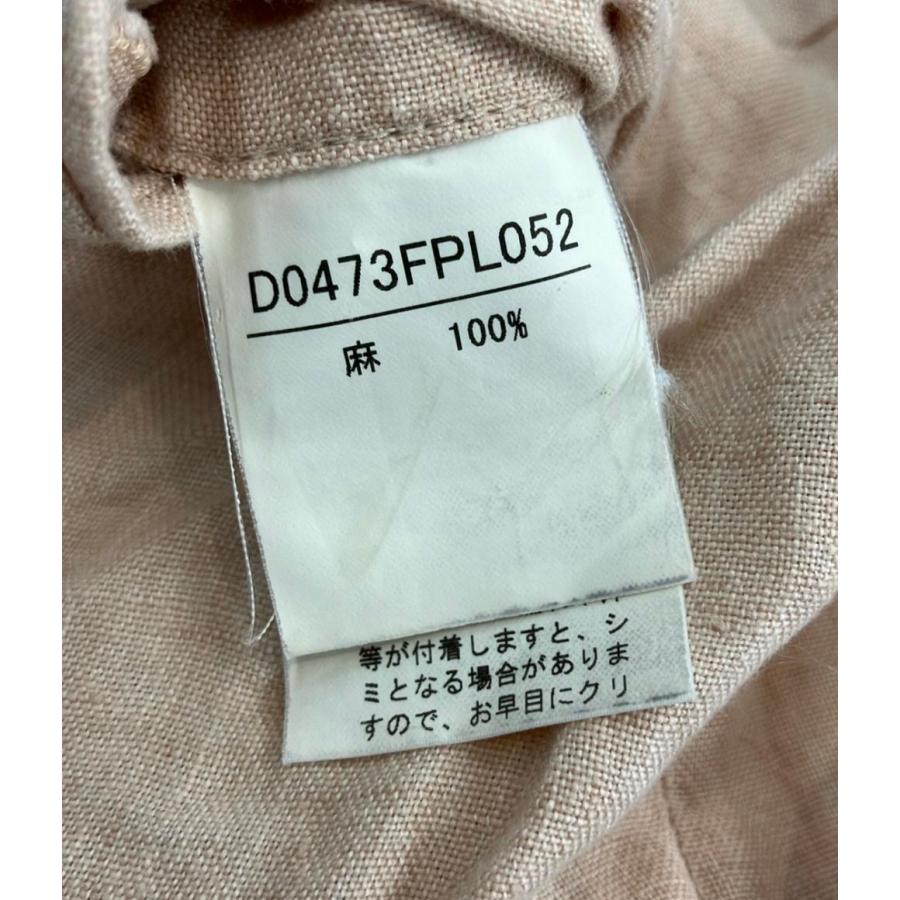 D0473FPL052
麻 100%
等が付着しますと、シ
ミとなる場合がありま
すので、お早目にクリ